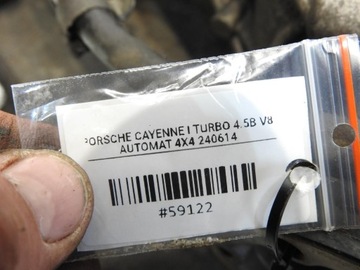 PORSCHE CAYENNE I TURBO 4.5B V8
AUTOMAT 4X4 240614
#59122